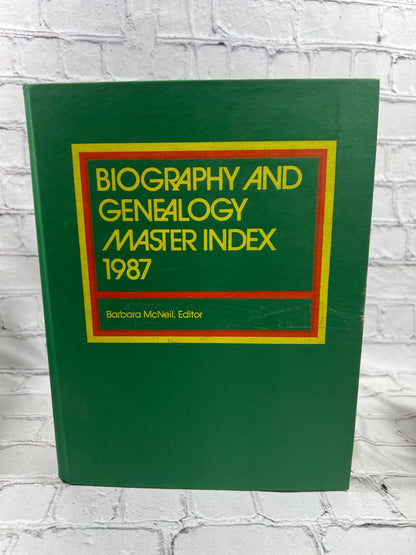 BIOGRAPHY AND
GENEALOGY
MASTER INDEX
1987
Barbara McNeil, Editor